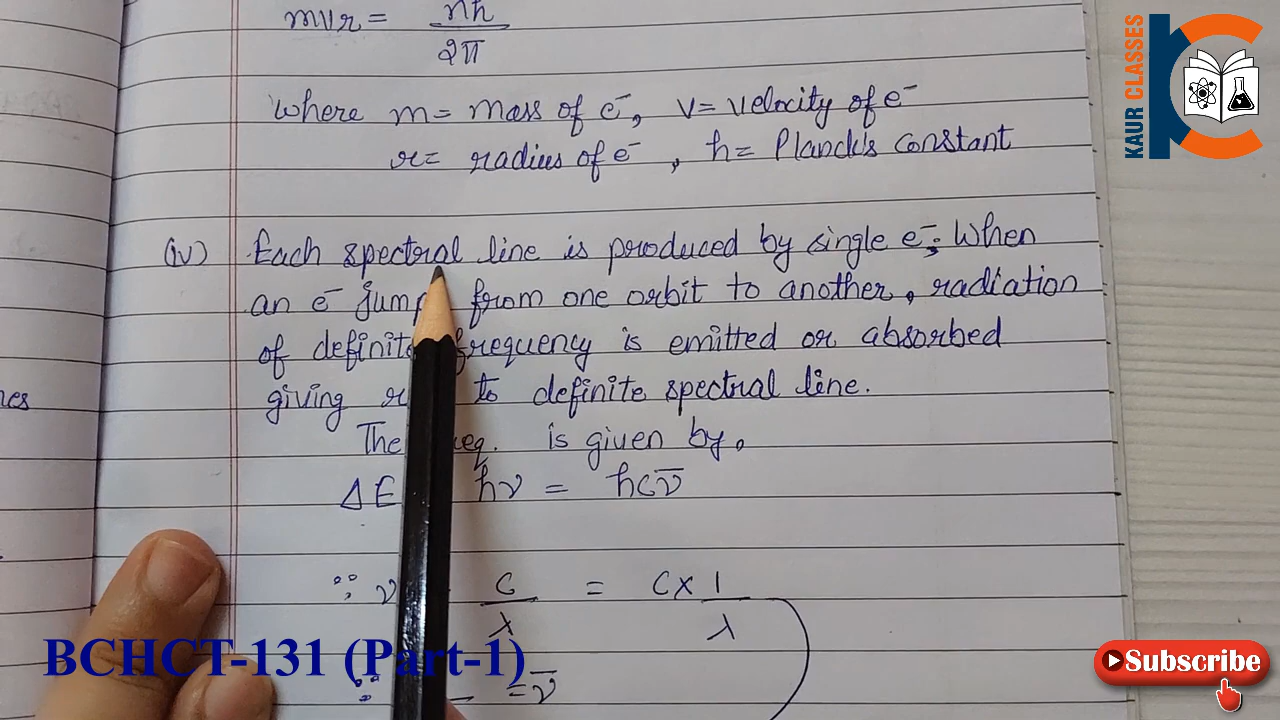 mvr = nh
2π
where m = mass of e⁻, v = velocity of e⁻
r = radius of e⁻, h = Planck's constant
(iv) Each spectral line is produced by single e⁻. When
an e⁻ jump from one orbit to another, radiation
of definite frequency is emitted or absorbed
giving to definite spectral line.
The is given by,
ΔE hν = hcν̅
∵ ν c = c × 1
λ λ
∵ = ν̅
KAUR CLASSES
BCHCT-131 (Part-1)
Subscribe